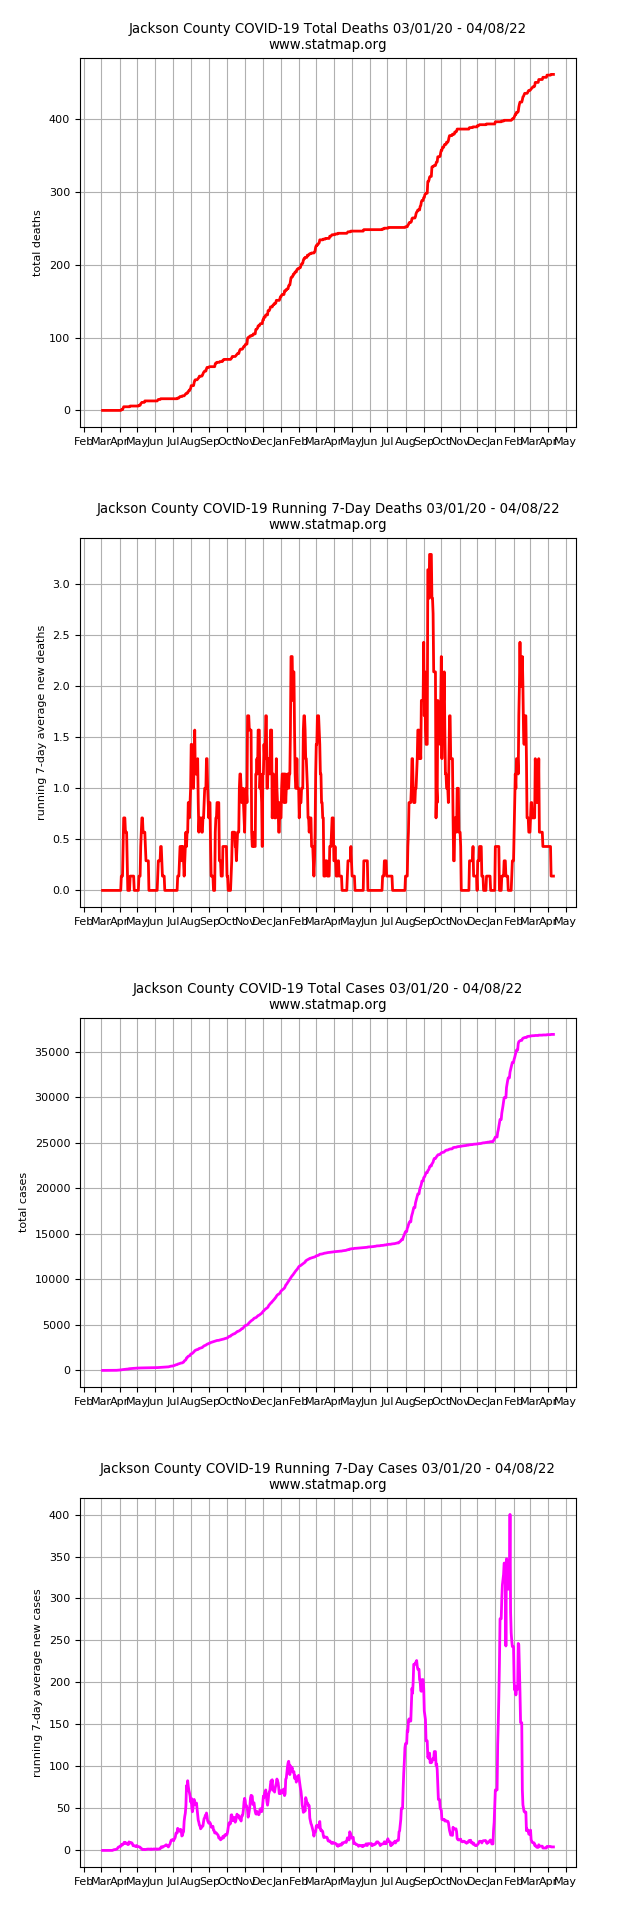 Jackson County COVID-19 Total Deaths 03/01/20 - 04/08/22
www.statmap.org
400
300
200
100
0
total deaths
Feb Mar Apr May Jun Jul Aug Sep Oct Nov Dec Jan Feb Mar Apr May Jun Jul Aug Sep Oct Nov Dec Jan Feb Mar Apr May
Jackson County COVID-19 Running 7-Day Deaths 03/01/20 - 04/08/22
www.statmap.org
3.0
2.5
2.0
1.5
1.0
0.5
0.0
running 7-day average new deaths
Feb Mar Apr May Jun Jul Aug Sep Oct Nov Dec Jan Feb Mar Apr May Jun Jul Aug Sep Oct Nov Dec Jan Feb Mar Apr May
Jackson County COVID-19 Total Cases 03/01/20 - 04/08/22
www.statmap.org
35000
30000
25000
20000
15000
10000
5000
0
total cases
Feb Mar Apr May Jun Jul Aug Sep Oct Nov Dec Jan Feb Mar Apr May Jun Jul Aug Sep Oct Nov Dec Jan Feb Mar Apr May
Jackson County COVID-19 Running 7-Day Cases 03/01/20 - 04/08/22
www.statmap.org
400
350
300
250
200
150
100
50
0
running 7-day average new cases
Feb Mar Apr May Jun Jul Aug Sep Oct Nov Dec Jan Feb Mar Apr May Jun Jul Aug Sep Oct Nov Dec Jan Feb Mar Apr May